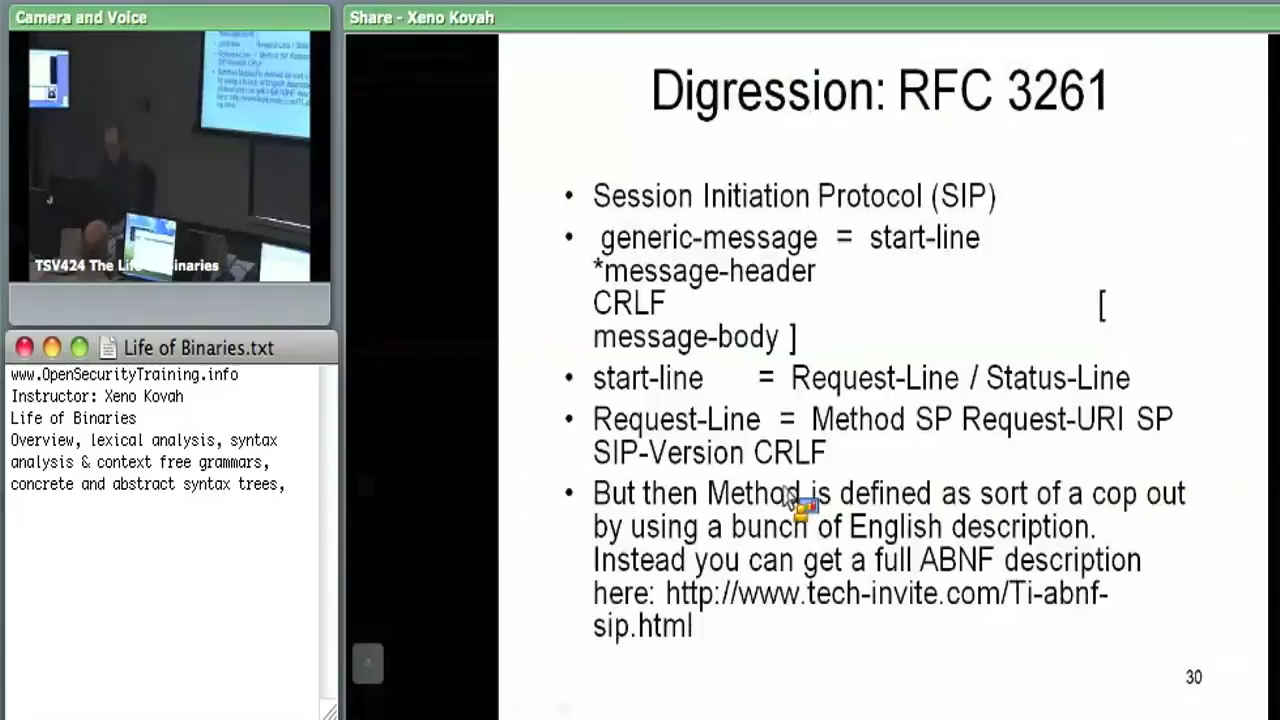 Camera and Voice
Share - Xeno Kovah
TSV424 The Life inaries
Life of Binaries.txt
www.OpenSecurityTraining.info
Instructor: Xeno Kovah
Life of Binaries
Overview, lexical analysis, syntax
analysis & context free grammars,
concrete and abstract syntax trees,
Digression: RFC 3261
• Session Initiation Protocol (SIP)
• generic-message = start-line
*message-header
CRLF [
message-body ]
• start-line = Request-Line / Status-Line
• Request-Line = Method SP Request-URI SP
SIP-Version CRLF
• But then Method is defined as sort of a cop out
by using a bunch of English description.
Instead you can get a full ABNF description
here: http://www.tech-invite.com/Ti-abnf-
sip.html
30